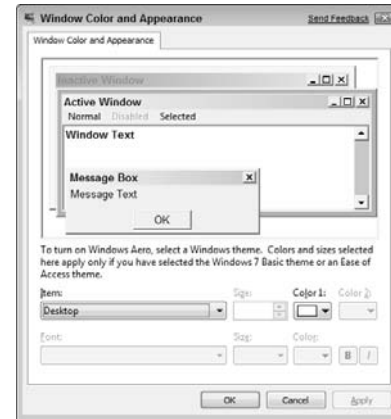 Window Color and Appearance
Send Feedback
Window Color and Appearance
Inactive Window
Active Window
Normal Disabled Selected
Window Text
Message Box
Message Text
OK
To turn on Windows Aero, select a Windows theme. Colors and sizes selected
here apply only if you have selected the Windows 7 Basic theme or an Ease of
Access theme.
Item: Size: Color 1: Color 2:
Desktop
Font: Size: Color:
B I
OK Cancel Apply